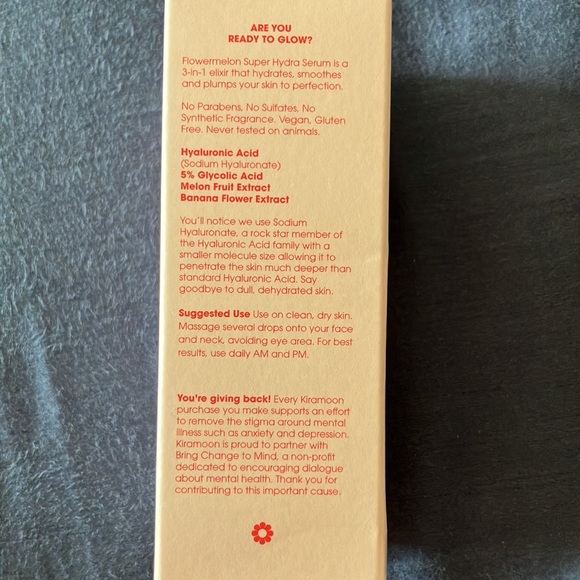 ARE YOU
READY TO GLOW?
Flowermelon Super Hydra Serum is a
3-in-1 elixir that hydrates, smoothes
and plumps your skin to perfection.
No Parabens, No Sulfates, No
Synthetic Fragrance. Vegan, Gluten
Free. Never tested on animals.
Hyaluronic Acid
(Sodium Hyaluronate)
5% Glycolic Acid
Melon Fruit Extract
Banana Flower Extract
You'll notice we use Sodium
Hyaluronate, a rock star member of
the Hyaluronic Acid family with a
smaller molecule size allowing it to
penetrate the skin much deeper than
standard Hyaluronic Acid. Say
goodbye to dull, dehydrated skin.
Suggested Use Use on clean, dry skin.
Massage several drops onto your face
and neck, avoiding eye area. For best
results, use daily AM and PM.
You're giving back! Every Kiramoon
purchase you make supports an effort
to remove the stigma around mental
illness such as anxiety and depression.
Kiramoon is proud to partner with
Bring Change to Mind, a non-profit
dedicated to encouraging dialogue
about mental health. Thank you for
contributing to this important cause.